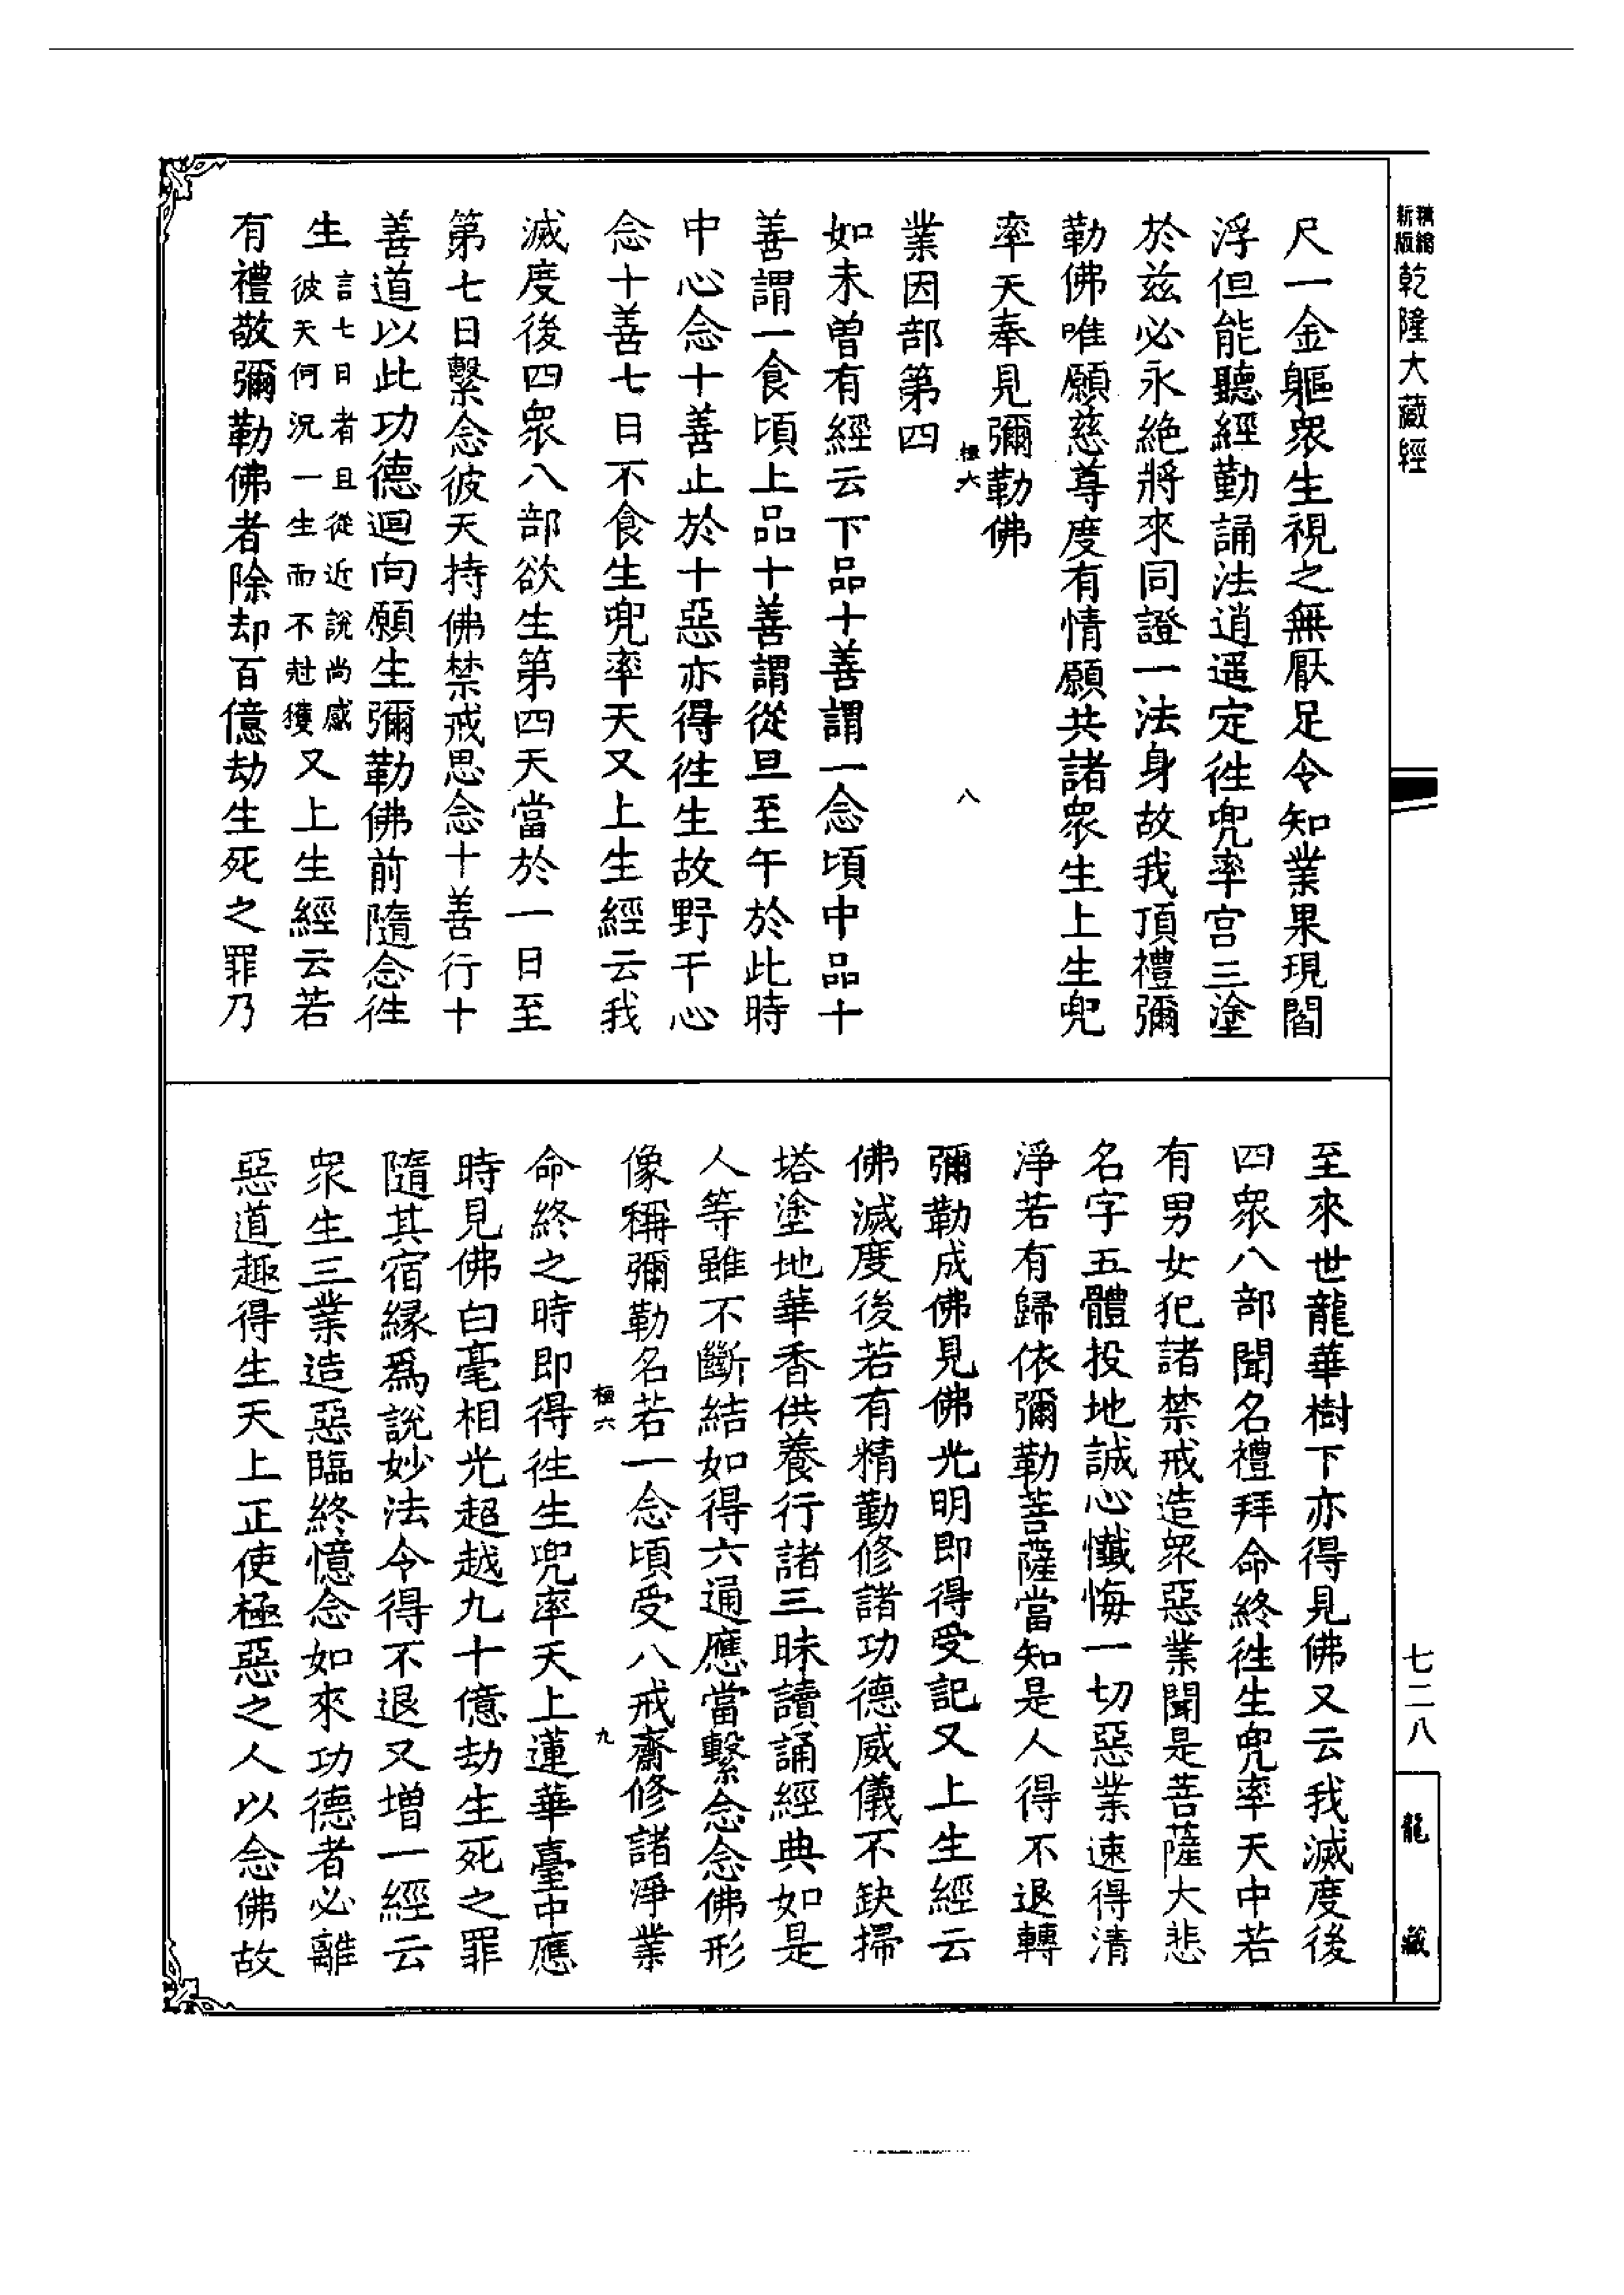 精縮新版乾隆大藏經
尺一金軀衆生視之無厭足令知業果現閻
浮但能聽經勤誦法逍遥定徃兜率宮三塗
於兹必永絶將來同證一法身故我頂禮彌
勒佛唯願慈尊度有情願共諸衆生上生兜
率天奉見彌勒佛
極六 八
業因部第四
如未曾有經云下品十善謂一念頃中品十
善謂一食頃上品十善謂從旦至午於此時
中心念十善止於十惡亦得徃生故野干心
念十善七日不食生兜率天又上生經云我
滅度後四衆八部欲生第四天當於一日至
第七日繫念彼天持佛禁戒思念十善行十
善道以此功德迴向願生彌勒佛前隨念徃
生言七日者且從近說尚感彼天何況一生而不尅獲又上生經云若
有禮敬彌勒佛者除却百億劫生死之罪乃
至來世龍華樹下亦得見佛又云我滅度後
四衆八部聞名禮拜命終徃生兜率天中若
有男女犯諸禁戒造衆惡業聞是菩薩大悲
名字五體投地誠心懺悔一切惡業速得清
淨若有歸依彌勒菩薩當知是人得不退轉
彌勒成佛見佛光明即得受記又上生經云
佛滅度後若有精勤修諸功德威儀不缺掃
塔塗地華香供養行諸三昧讀誦經典如是
人等雖不斷結如得六通應當繫念念佛形
像稱彌勒名若一念頃受八戒齋修諸淨業
極六 九
命終之時即得徃生兜率天上蓮華臺中應
時見佛白毫相光超越九十億劫生死之罪
隨其宿緣爲說妙法令得不退又增一經云
衆生三業造惡臨終憶念如來功德者必離
惡道趣得生天上正使極惡之人以念佛故
七二八
龍藏